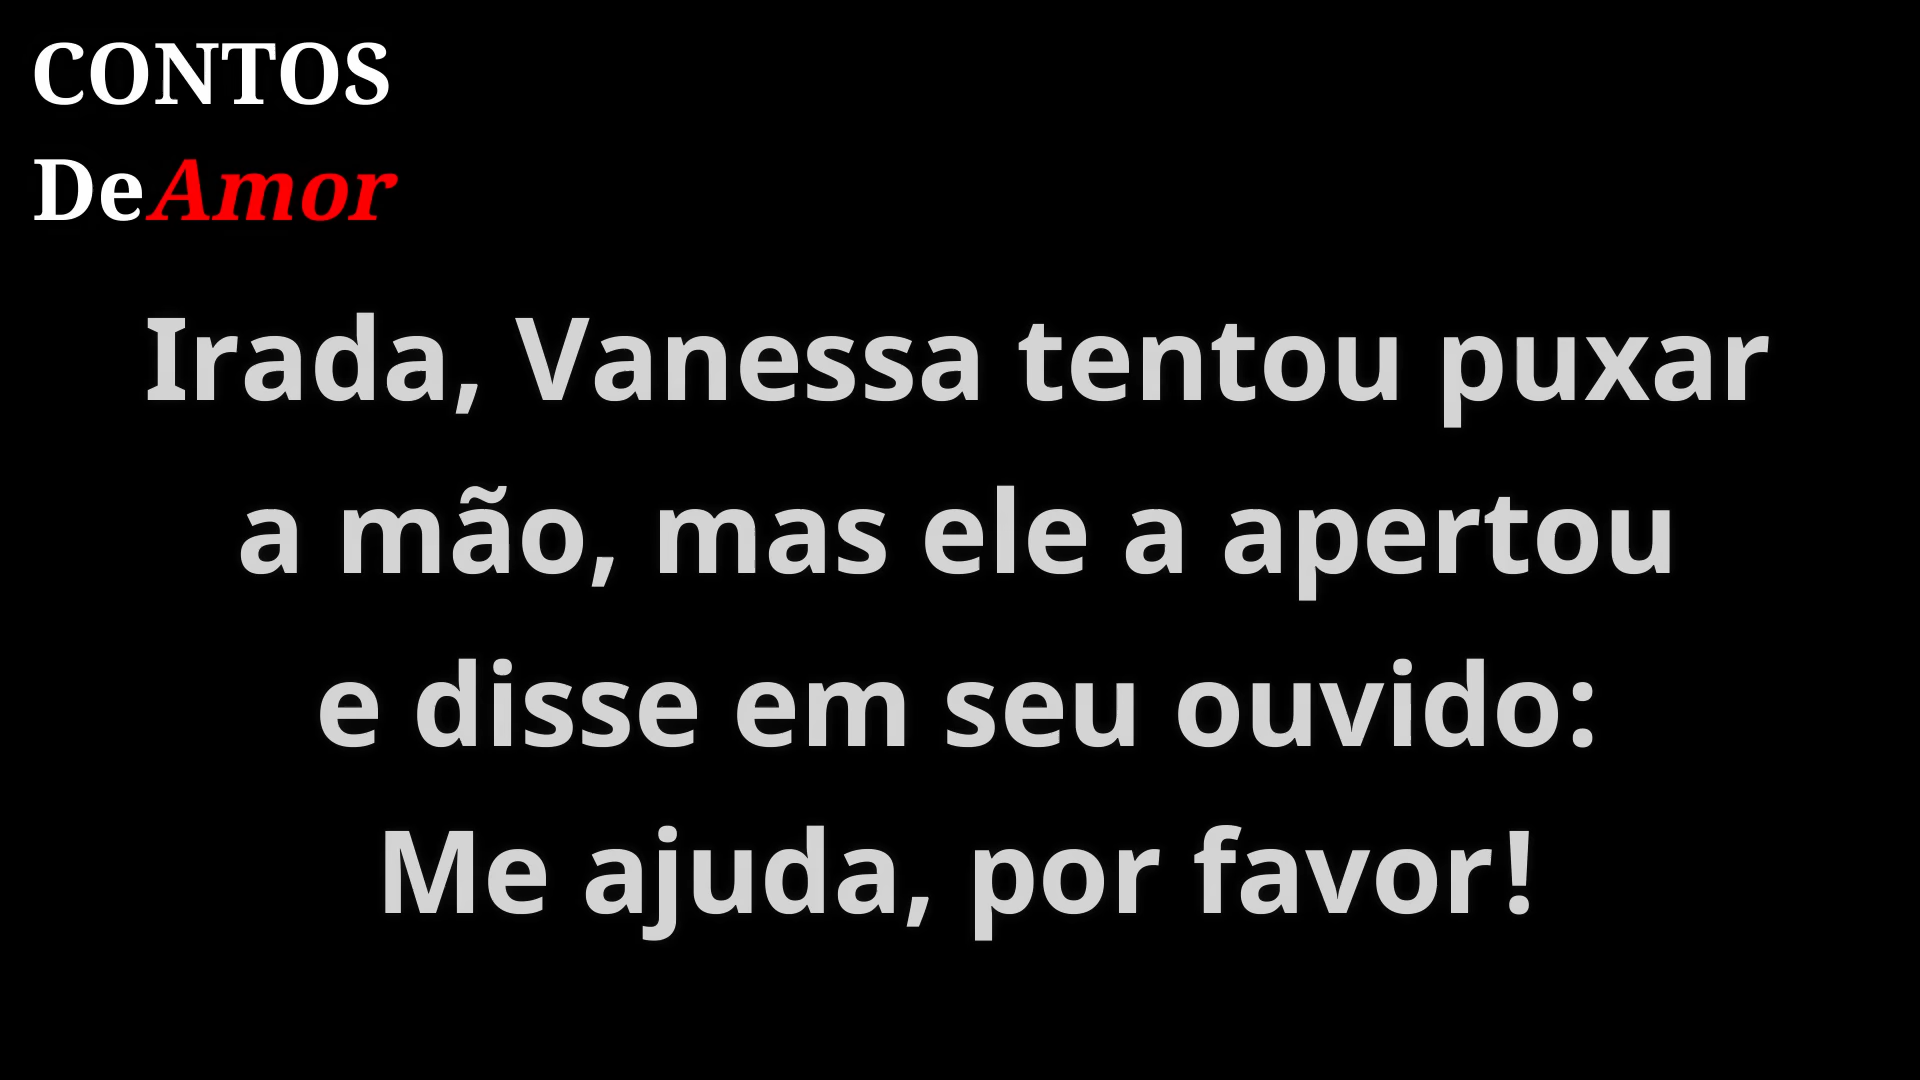 CONTOS
DeAmor
Irada, Vanessa tentou puxar
a mão, mas ele a apertou
e disse em seu ouvido:
Me ajuda, por favor!